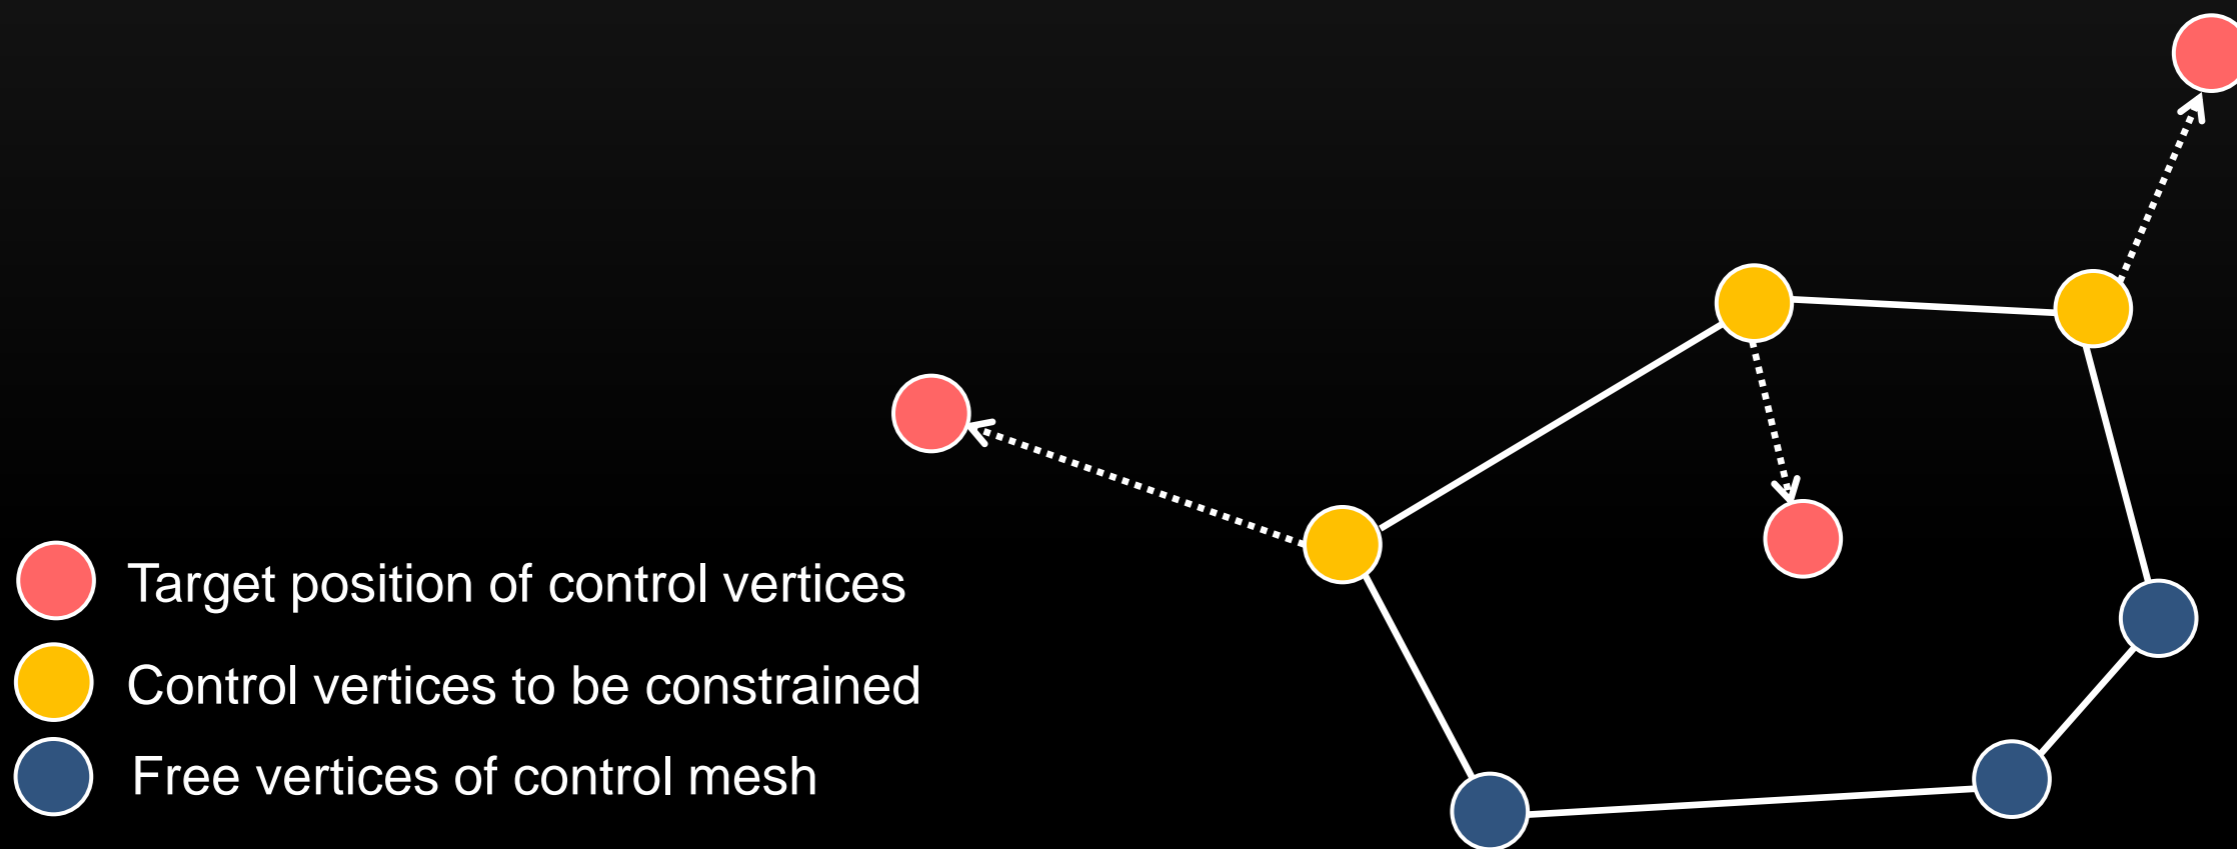 Target position of control vertices
Control vertices to be constrained
Free vertices of control mesh